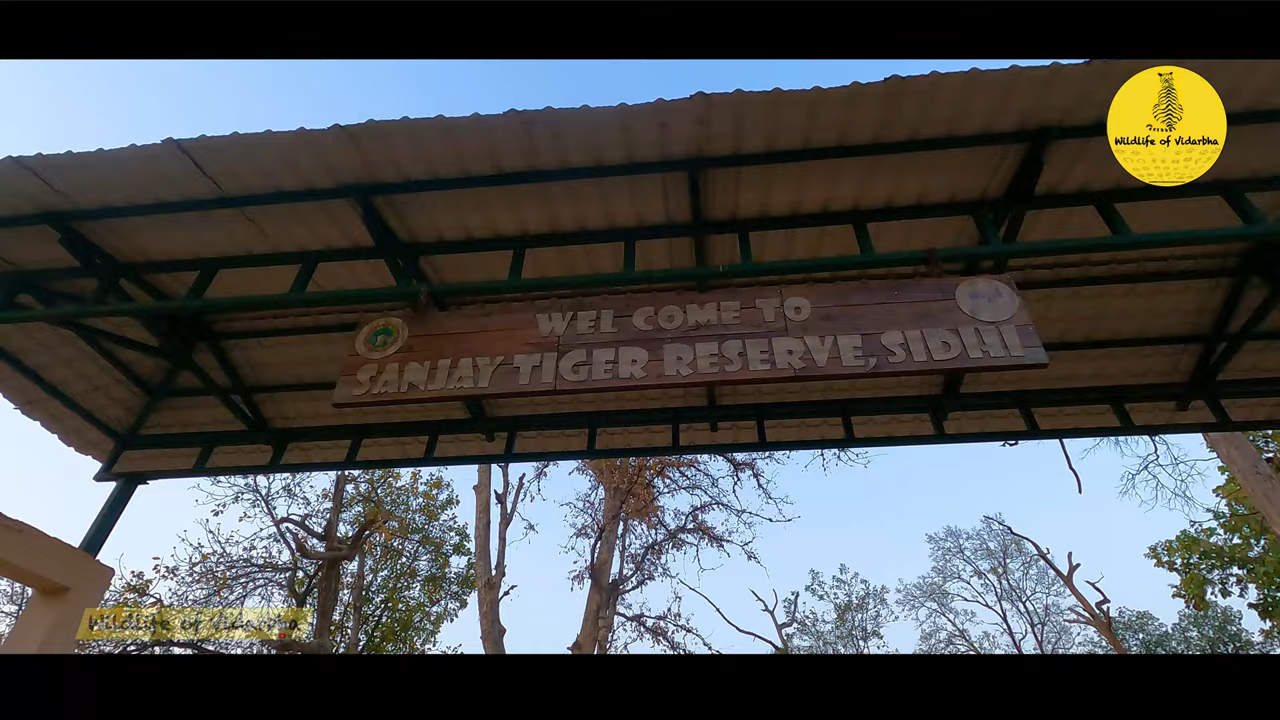 Wildlife of Vidarbha
WEL COME TO
SANJAY TIGER RESERVE, SIDHI
Wildlife of Vidarbha